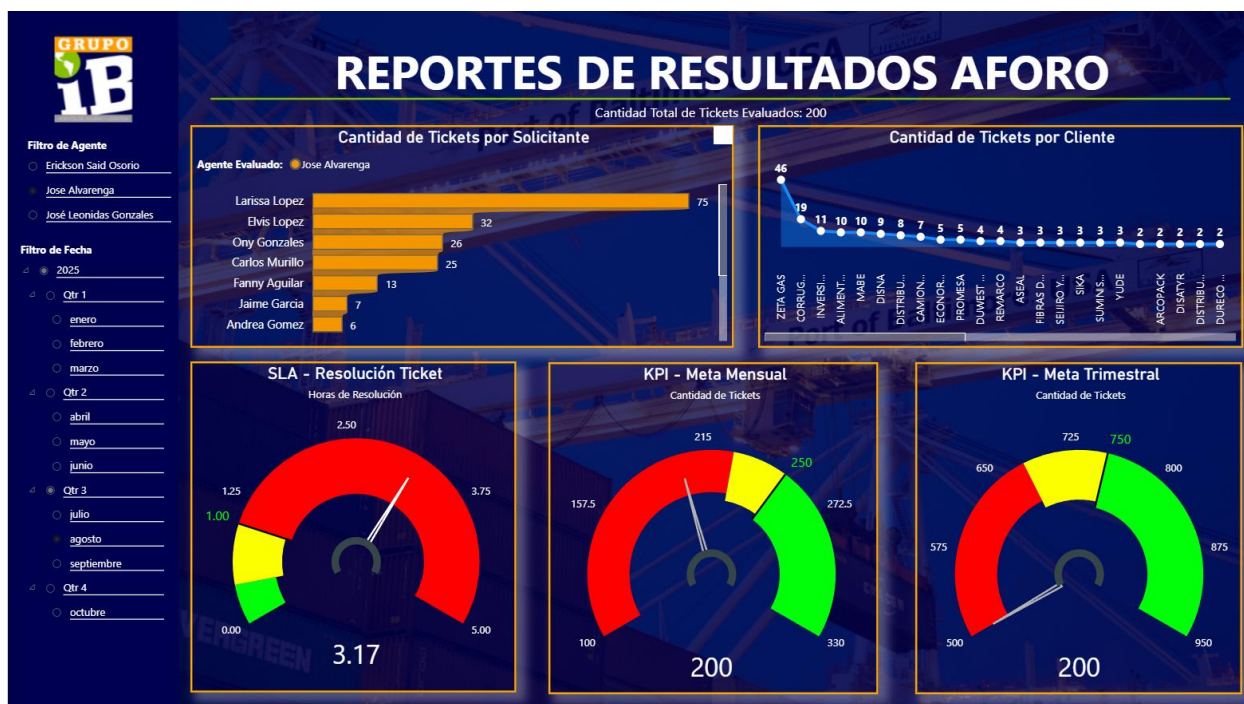 GRUPO
iB
REPORTES DE RESULTADOS AFORO
Cantidad Total de Tickets Evaluados: 200
Filtro de Agente
Erickson Said Osorio
Jose Alvarenga
José Leonidas Gonzales
Filtro de Fecha
2025
Qtr 1
enero
febrero
marzo
Qtr 2
abril
mayo
junio
Qtr 3
julio
agosto
septiembre
Qtr 4
octubre
Cantidad de Tickets por Solicitante
Agente Evaluado: Jose Alvarenga
Larissa Lopez 75
Elvis Lopez 32
Ony Gonzales 26
Carlos Murillo 25
Fanny Aguilar 13
Jaime Garcia 7
Andrea Gomez 6
Cantidad de Tickets por Cliente
46 19 11 10 10 9 8 7 5 5 4 4 3 3 3 3 3 3 2 2 2 2 2
ZETA GAS
CORRUG...
INVERSI...
ALIMENT...
MABE
DISNA
DISTRIBU...
CAMION...
ECONOR...
PROMESA
DUWEST ...
REMARCO
ASEAL
FIBRAS D...
SEIJIRO Y...
SIKA
SUMINIS...
YUDE
ARCOPACK
DISATYR
DISTRIBU...
DURECO ...
SLA - Resolución Ticket
Horas de Resolución
0.00
1.00
1.25
2.50
3.75
5.00
3.17
KPI - Meta Mensual
Cantidad de Tickets
100
157.5
215
250
272.5
330
200
KPI - Meta Trimestral
Cantidad de Tickets
500
575
650
725
750
800
875
950
200
EVERGREEN